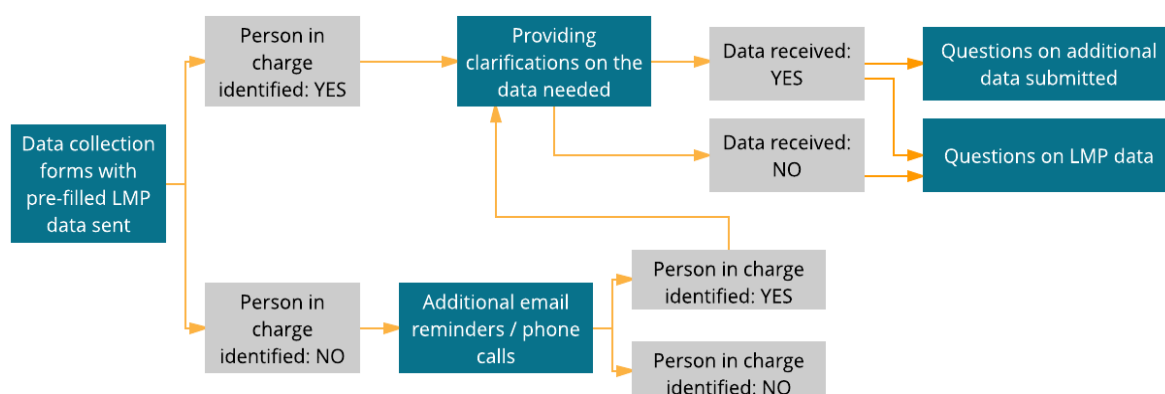 Person in
charge
identified: YES
Providing
clarifications on the
data needed
Data received:
YES
Questions on additional
data submitted
Data collection
forms with
pre-filled LMP
data sent
Data received:
NO
Questions on LMP data
Person in
charge
identified: NO
Additional email
reminders / phone
calls
Person in charge
identified: YES
Person in charge
identified: NO